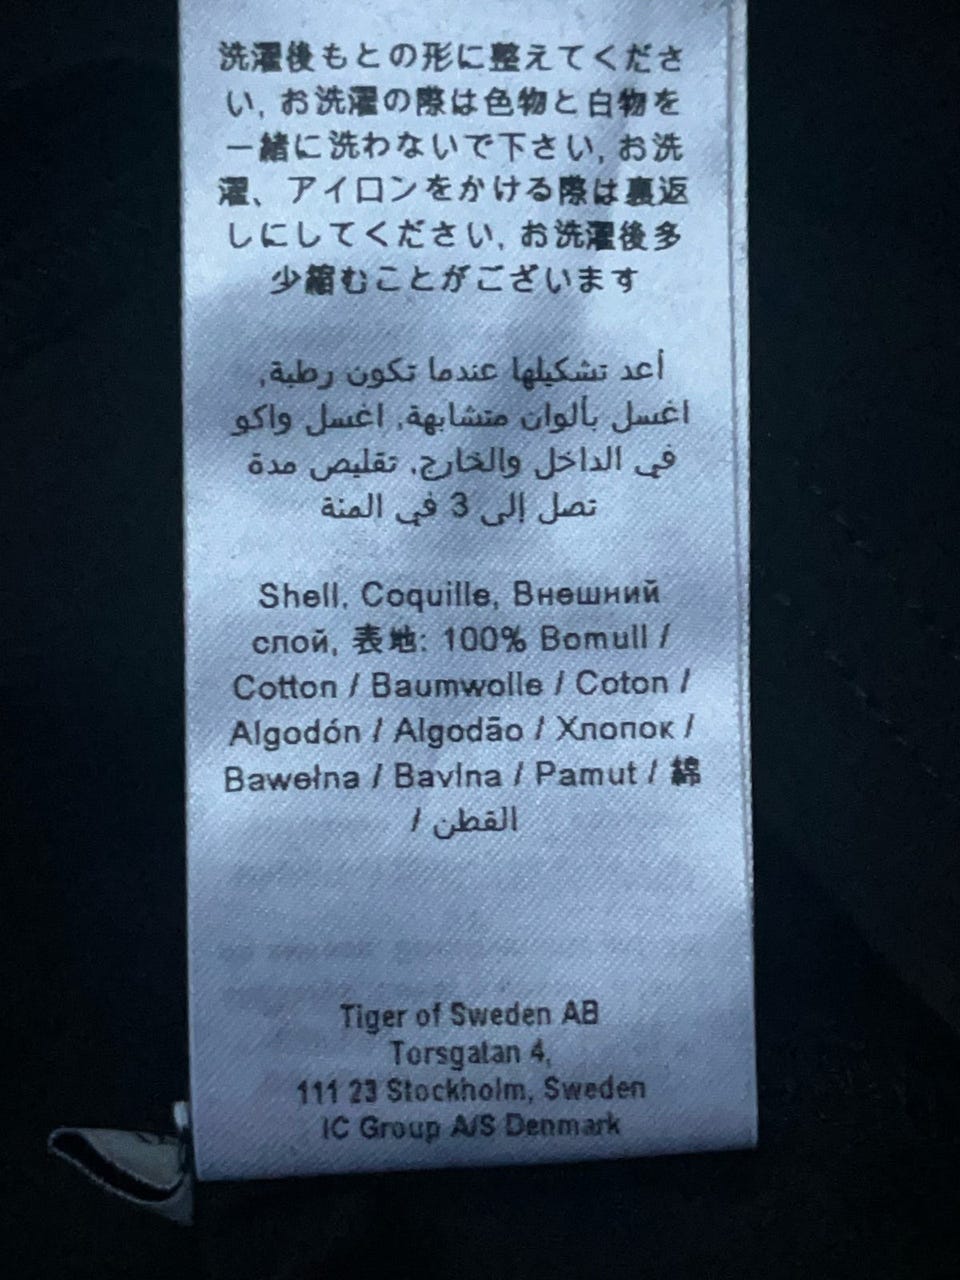 洗濯後もとの形に整えてくださ
い, お洗濯の際は色物と白物を
一緒に洗わないで下さい, お洗
濯、アイロンをかける際は裏返
しにしてください, お洗濯後多
少縮むことがございます
أعد تشكيلها عندما تكون رطبة,
اغسل بألوان متشابهة, اغسل واكو
في الداخل والخارج, تقليص مدة
تصل إلى 3 في المئة
Shell, Coquille, Внешний
слой, 表地: 100% Bomull /
Cotton / Baumwolle / Coton /
Algodón / Algodão / Хлопок /
Bawełna / Bavlna / Pamut / 綿
/ القطن
Tiger of Sweden AB
Torsgatan 4,
111 23 Stockholm, Sweden
IC Group A/S Denmark